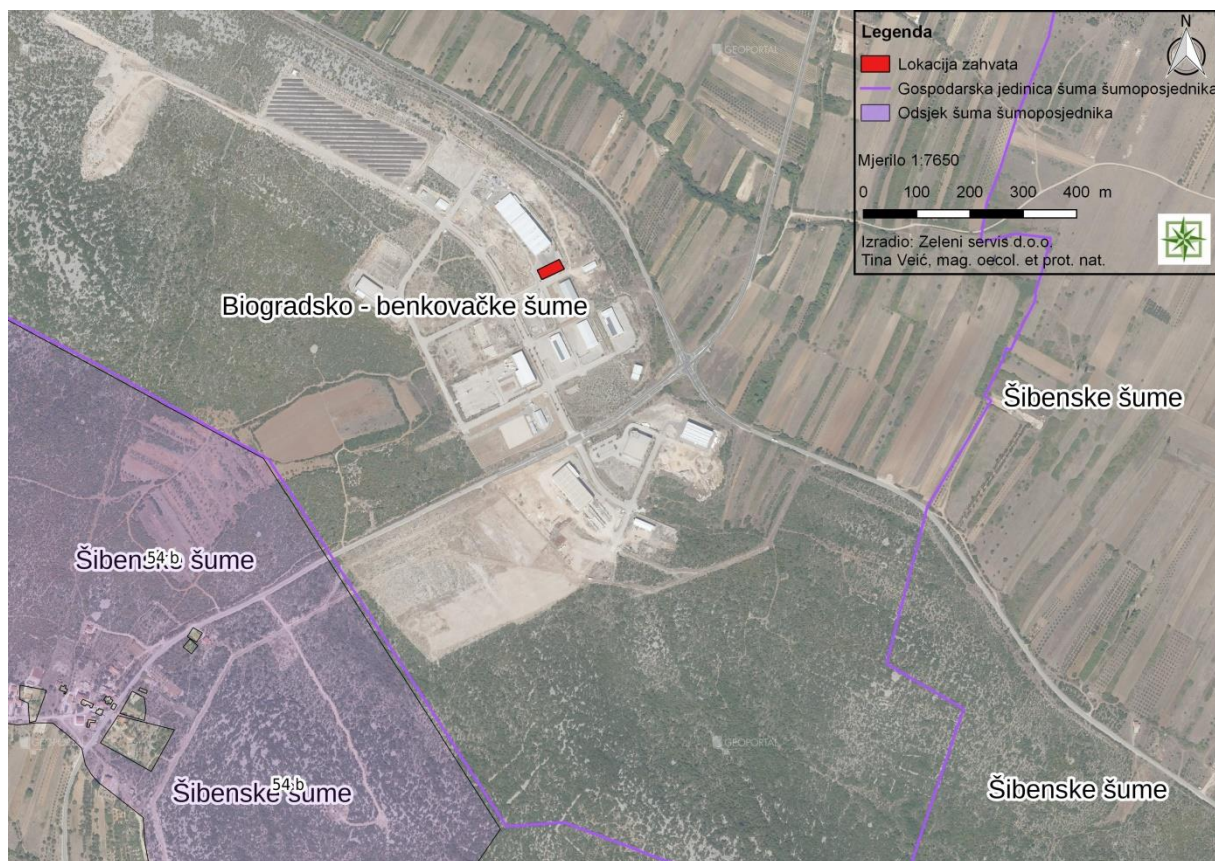 GEOPORTAL
GEOPORTAL
Legenda
N
Lokacija zahvata
Gospodarska jedinica šuma šumoposjednika
Odsjek šuma šumoposjednika
Mjerilo 1:7650
0 100 200 300 400 m
Izradio: Zeleni servis d.o.o.
Tina Veić, mag. oecol. et prot. nat.
Biogradsko - benkovačke šume
Šibenske šume
Šibenske šume
54 b
GEOPORTAL
Šibenske šume
54 b
Šibenske šume